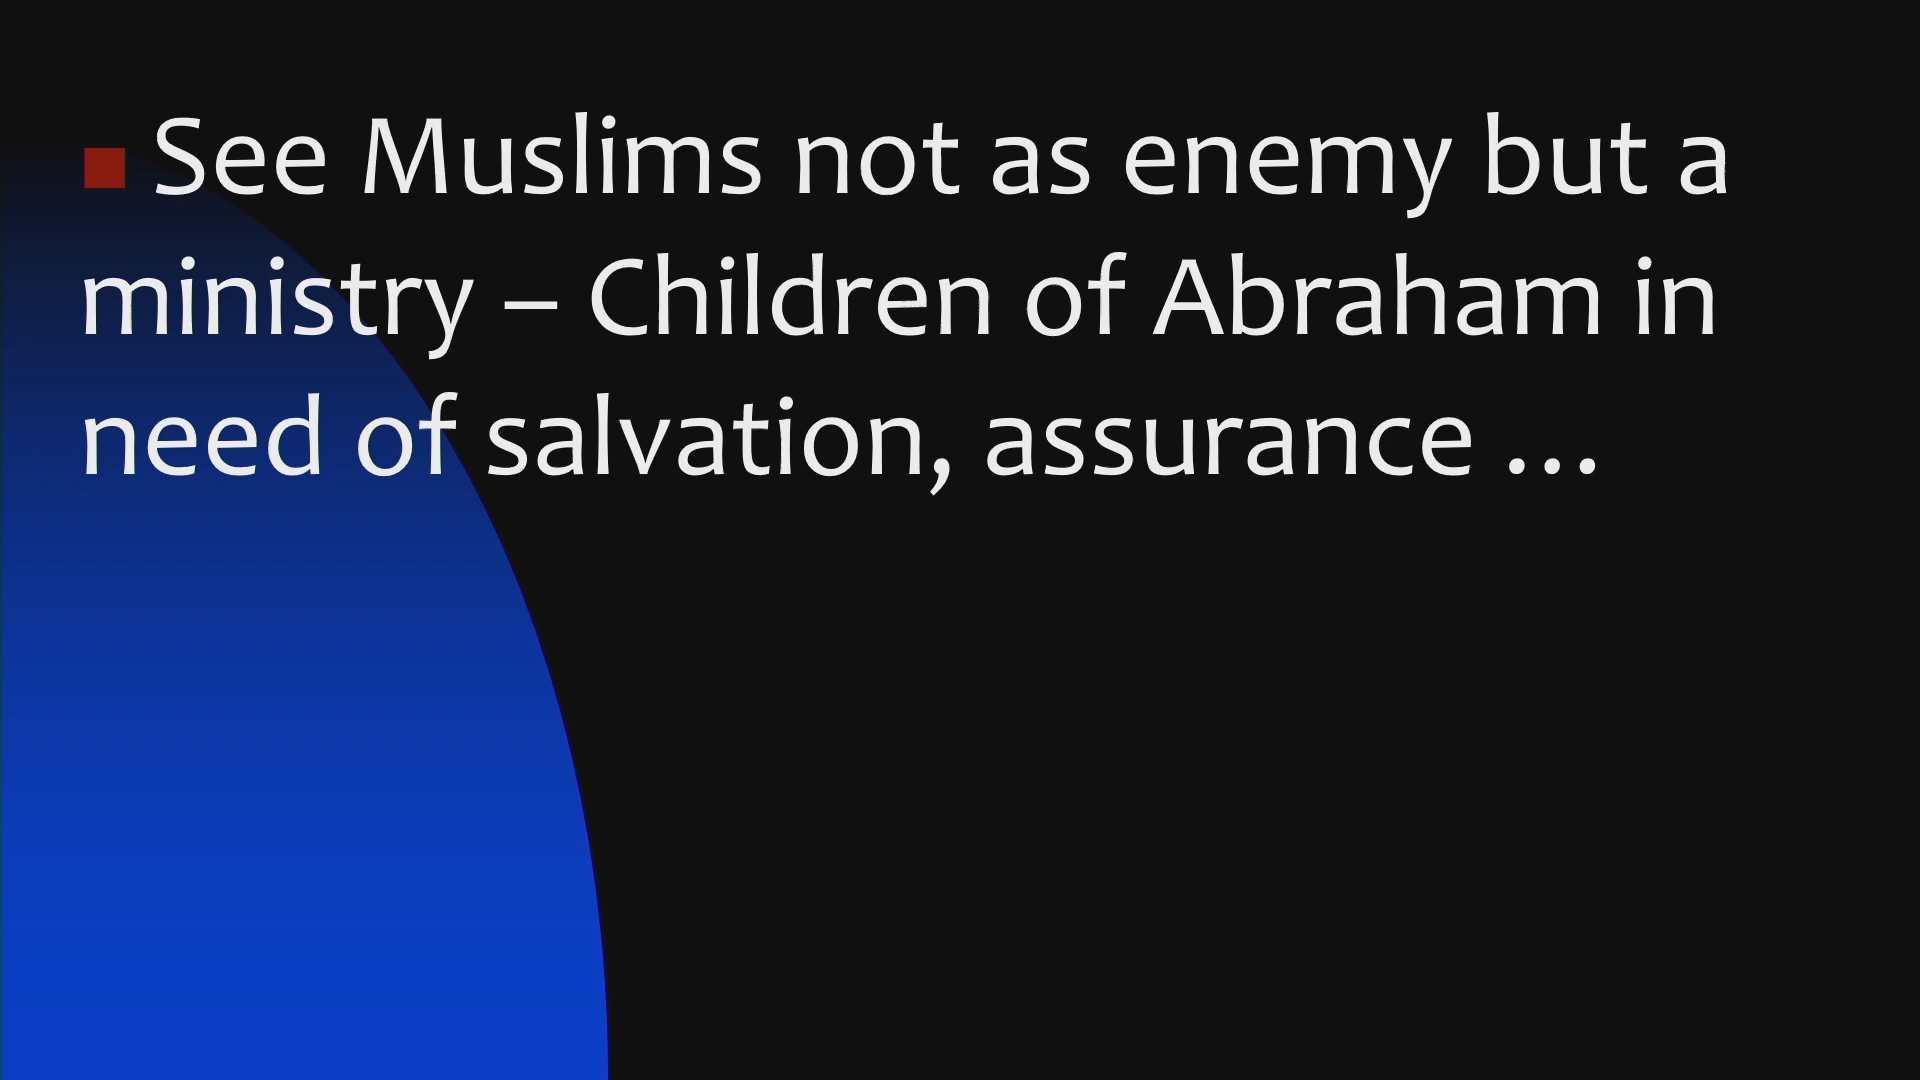 ▪ See Muslims not as enemy but a
ministry – Children of Abraham in
need of salvation, assurance …